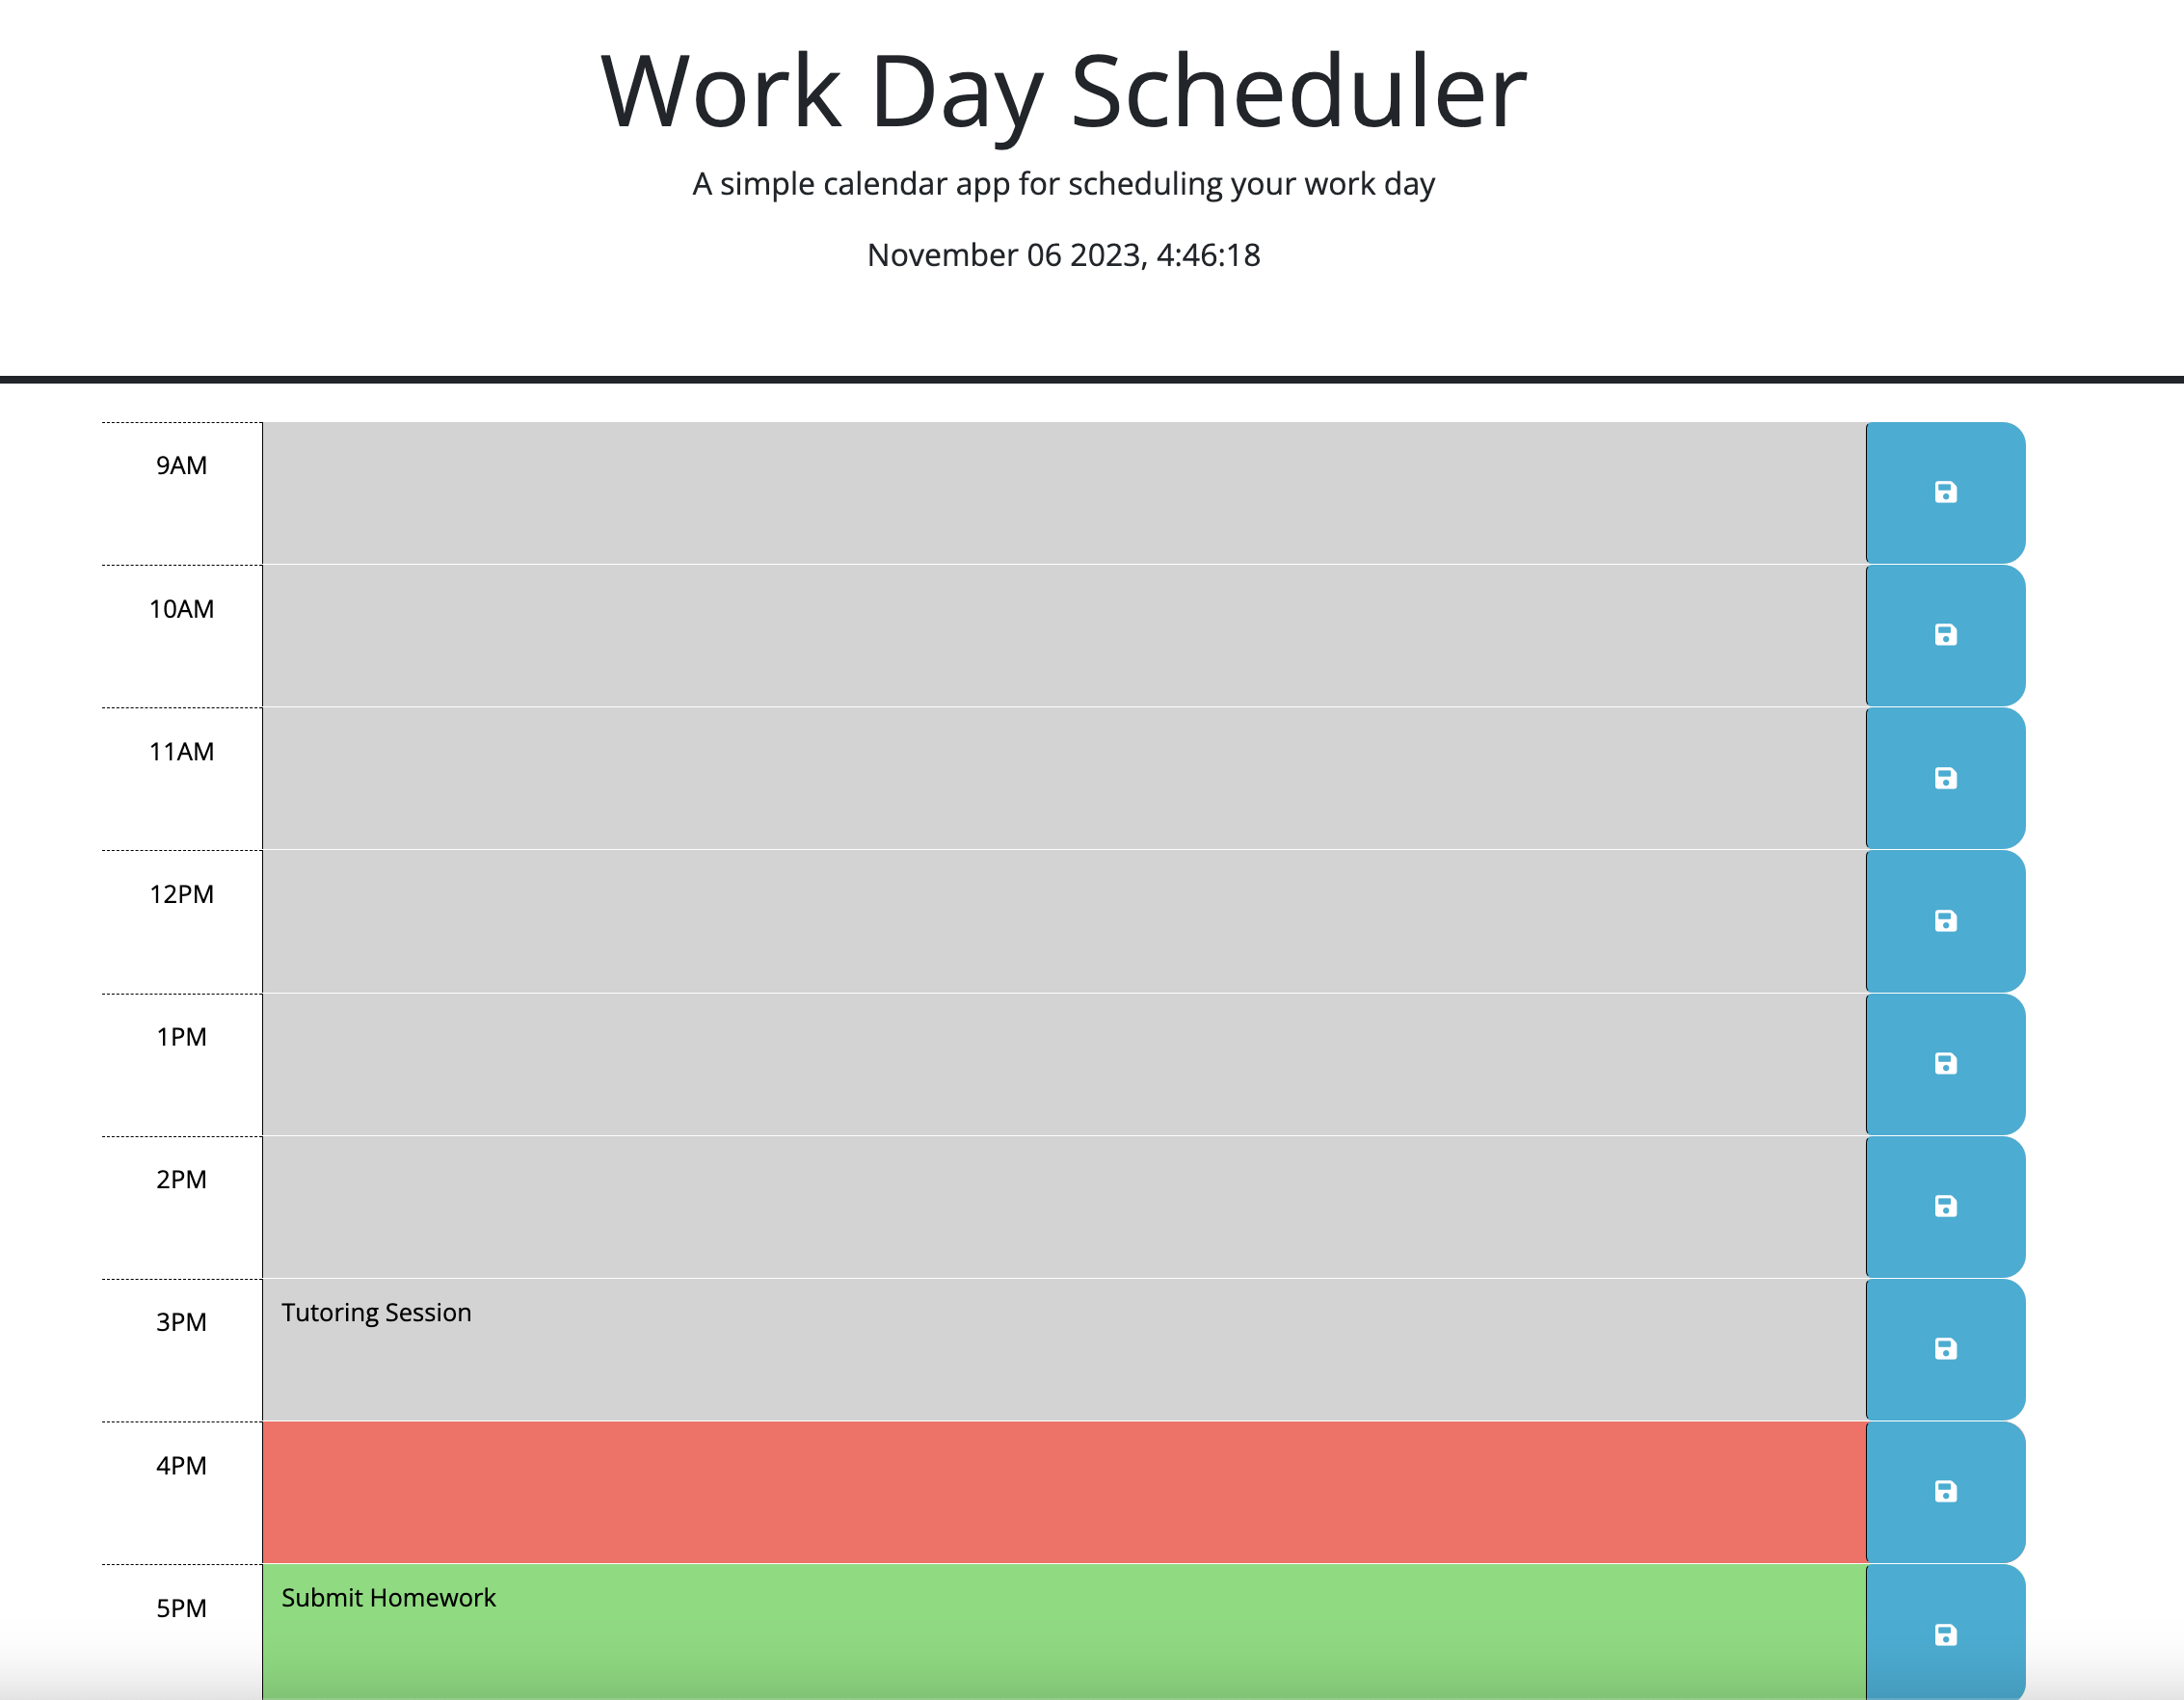 Work Day Scheduler
A simple calendar app for scheduling your work day
November 06 2023, 4:46:18
9AM
10AM
11AM
12PM
1PM
2PM
3PM Tutoring Session
4PM
5PM Submit Homework